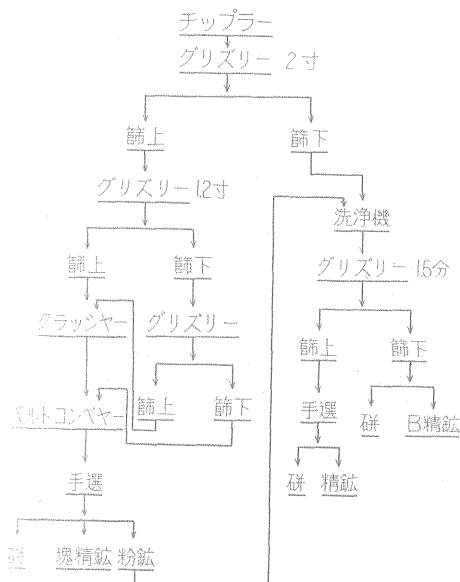 チップラー
グリズリー 2寸
篩上 篩下
グリズリー 1.2寸
洗浄機
篩上 篩下
グリズリー 1.5分
クラッシヤー グリズリー
篩上 篩下
篩上 篩下
ベルトコンベヤー
手選
硑 B精鉱
手選
硑 精鉱
硑 塊精鉱 粉鉱